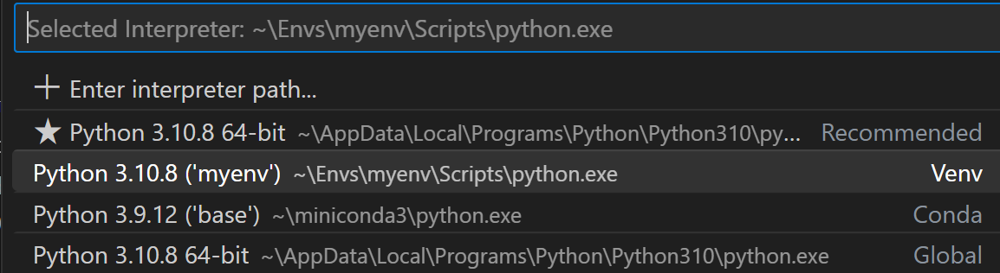 Selected Interpreter: ~\Envs\myenv\Scripts\python.exe
+ Enter interpreter path...
★ Python 3.10.8 64-bit ~\AppData\Local\Programs\Python\Python310\py... Recommended
Python 3.10.8 ('myenv') ~\Envs\myenv\Scripts\python.exe Venv
Python 3.9.12 ('base') ~\miniconda3\python.exe Conda
Python 3.10.8 64-bit ~\AppData\Local\Programs\Python\Python310\python.exe Global